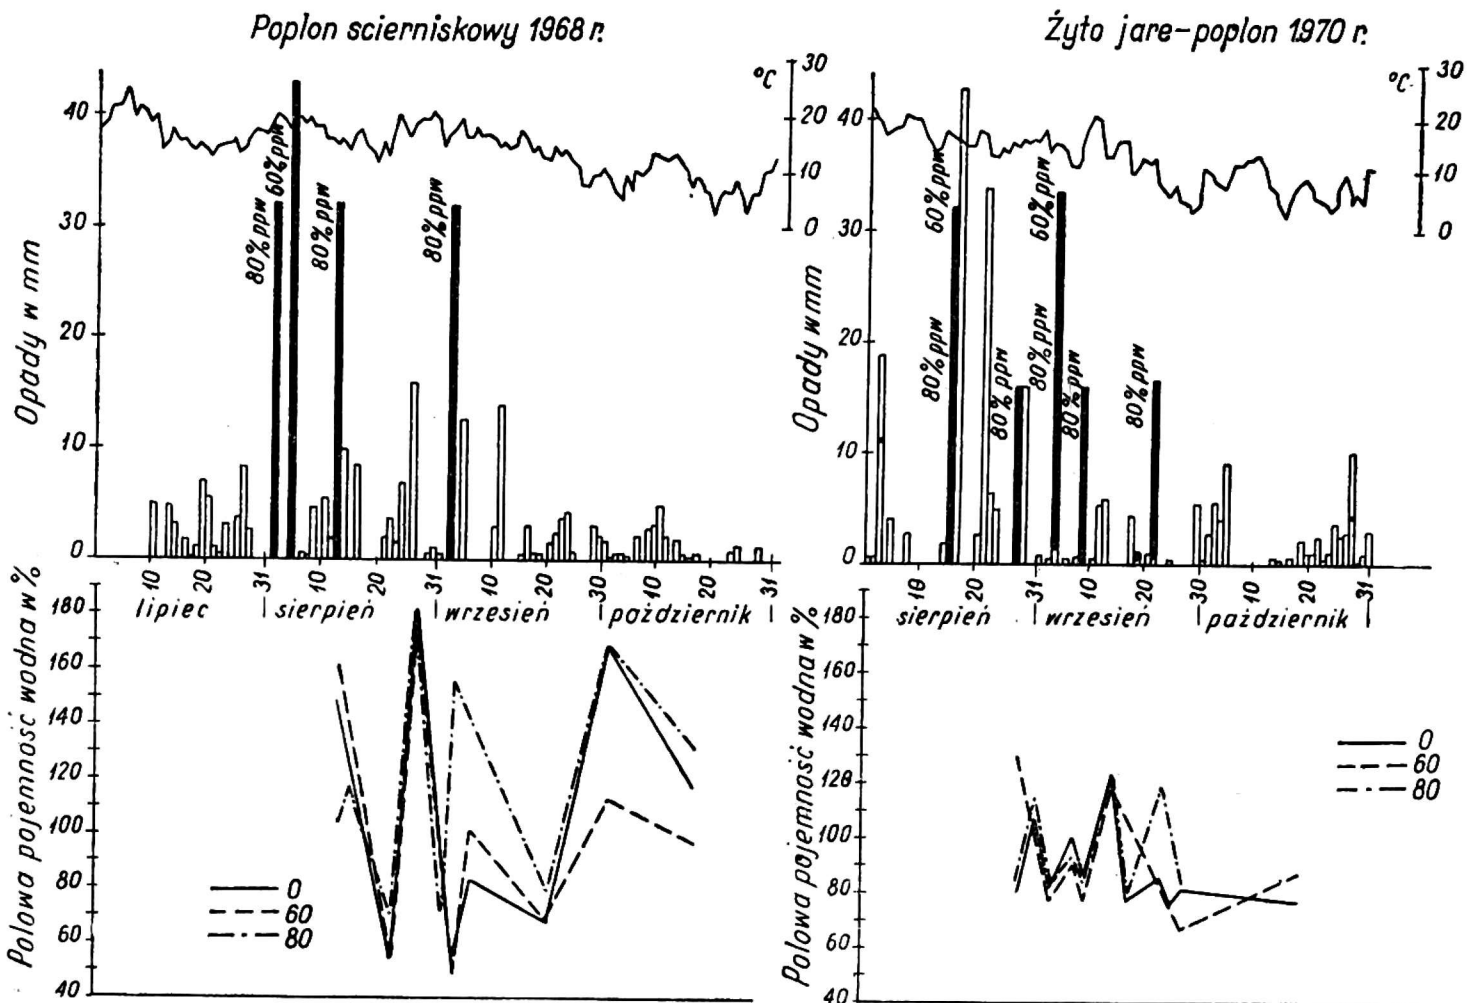 Poplon scierniskowy 1968 r.
Opady w mm
40
30
20
10
0
°C
30
20
10
0
80% ppw
60% ppw
80% ppw
80% ppw
10
20
31
10
20
31
10
20
30
10
20
31
lipiec
sierpień
wrzesień
październik
Polowa pojenność wodna w %
180
160
140
120
100
80
60
40
0
60
80
Żyto jare-poplon 1970 r.
Opady w mm
40
30
20
10
0
°C
30
20
10
0
60% ppw
80% ppw
80% ppw
60% ppw
80% ppw
80% ppw
80% ppw
10
20
31
10
20
30
10
20
31
sierpień
wrzesień
październik
Polowa pojemność wodna w %
180
160
140
120
100
80
60
40
0
60
80